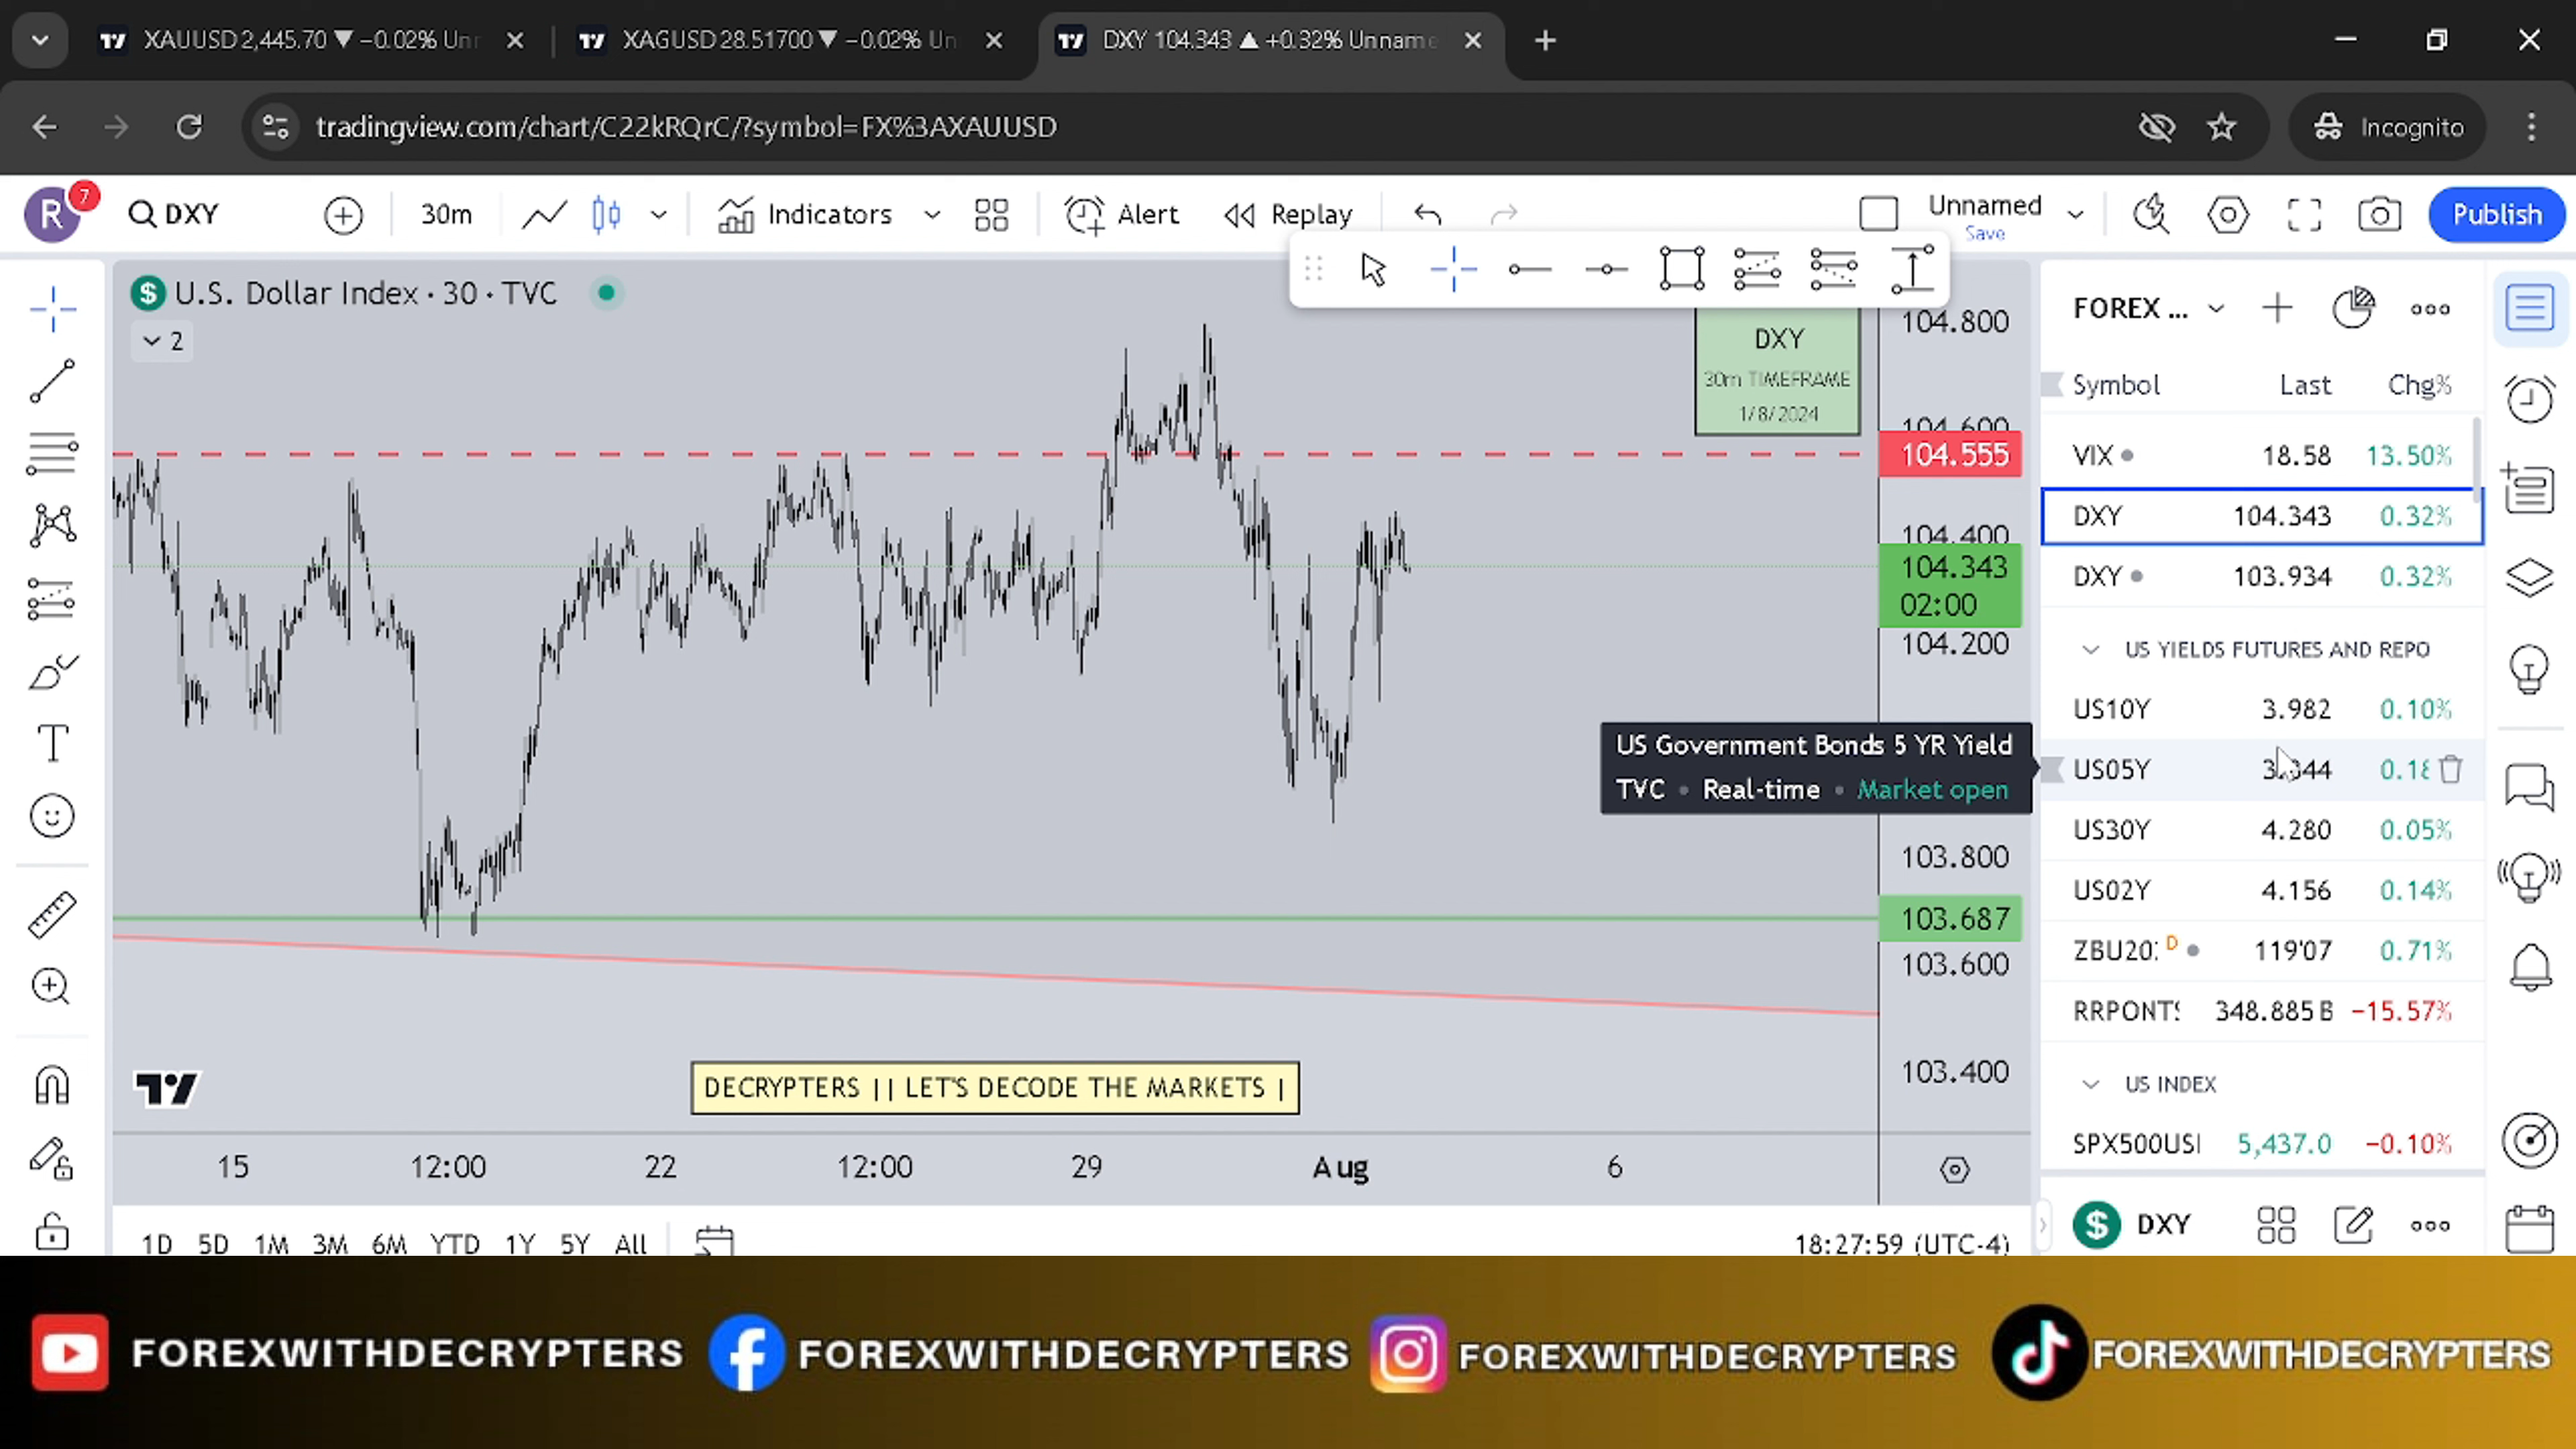 XAUUSD 2,445.70 ▼ −0.02% Un
XAGUSD 28.51700 ▼ −0.02% Un
DXY 104.343 ▲ +0.32% Unname
tradingview.com/chart/C22kRQrC/?symbol=FX%3AXAUUSD
Incognito
R
7
DXY
30m
Indicators
Alert
Replay
Unnamed
Save
Publish
U.S. Dollar Index · 30 · TVC
2
DXY
30m TIMEFRAME
1/8/2024
104.800
104.600
104.555
104.400
104.343
02:00
104.200
103.800
103.687
103.600
103.400
US Government Bonds 5 YR Yield
TVC • Real-time • Market open
DECRYPTERS || LET'S DECODE THE MARKETS |
15
12:00
22
12:00
29
Aug
6
1D 5D 1M 3M 6M YTD 1Y 5Y All
18:27:59 (UTC-4)
FOREX ...
Symbol Last Chg%
VIX 18.58 13.50%
DXY 104.343 0.32%
DXY 103.934 0.32%
US YIELDS FUTURES AND REPO
US10Y 3.982 0.10%
US05Y 0.18
US30Y 4.280 0.05%
US02Y 4.156 0.14%
ZBU20 D 119'07 0.71%
RRPONTS 348.885 B −15.57%
US INDEX
SPX500USI 5,437.0 −0.10%
DXY
FOREXWITHDECRYPTERS
FOREXWITHDECRYPTERS
FOREXWITHDECRYPTERS
FOREXWITHDECRYPTERS